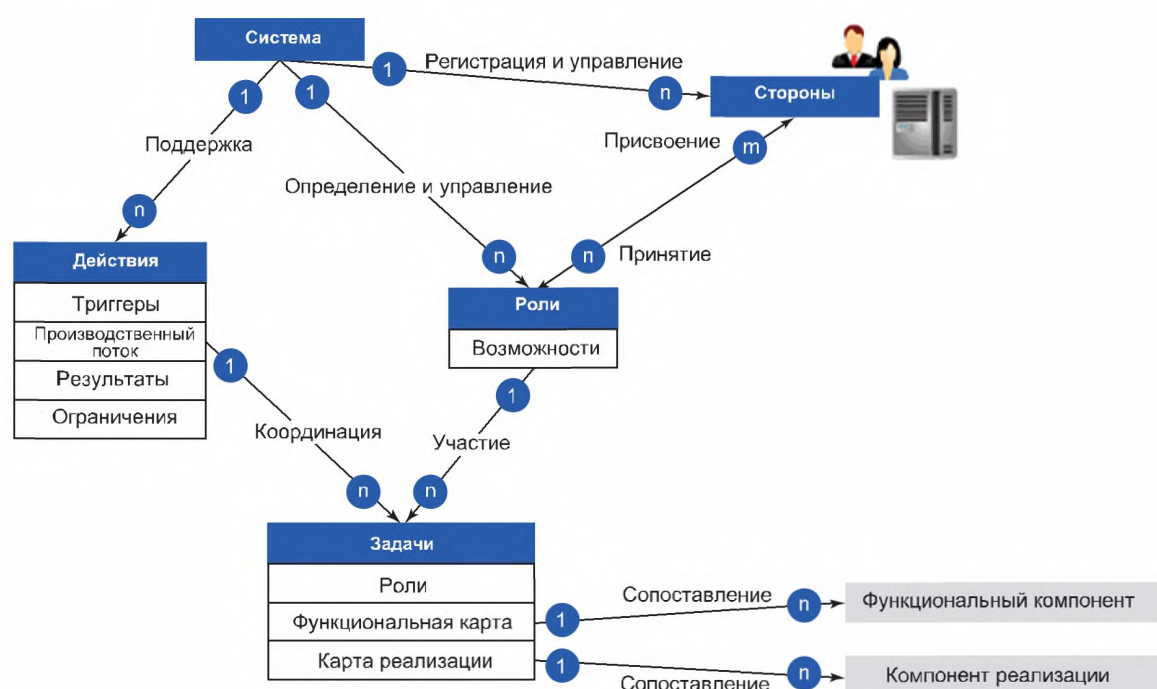 Система
1
1
1
Регистрация и управление
n
Стороны
Поддержка
Присвоение
m
Определение и управление
n
n
n
Принятие
Действия
Триггеры
Производственный
поток
Результаты
Ограничения
Роли
Возможности
1
1
Координация
Участие
n
n
Задачи
Роли
Функциональная карта
Карта реализации
1
Сопоставление
n
Функциональный компонент
1
Сопоставление
n
Компонент реализации